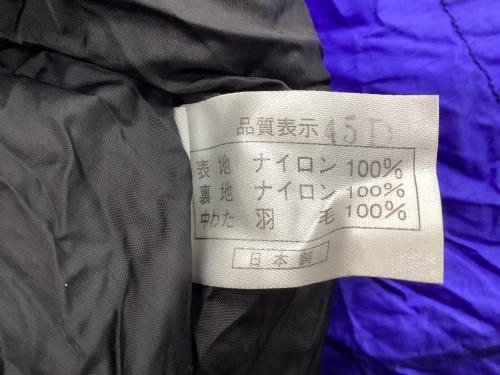 品質表示 45D
表地 ナイロン 100%
裏地 ナイロン 100%
中わた 羽毛 100%
日本製